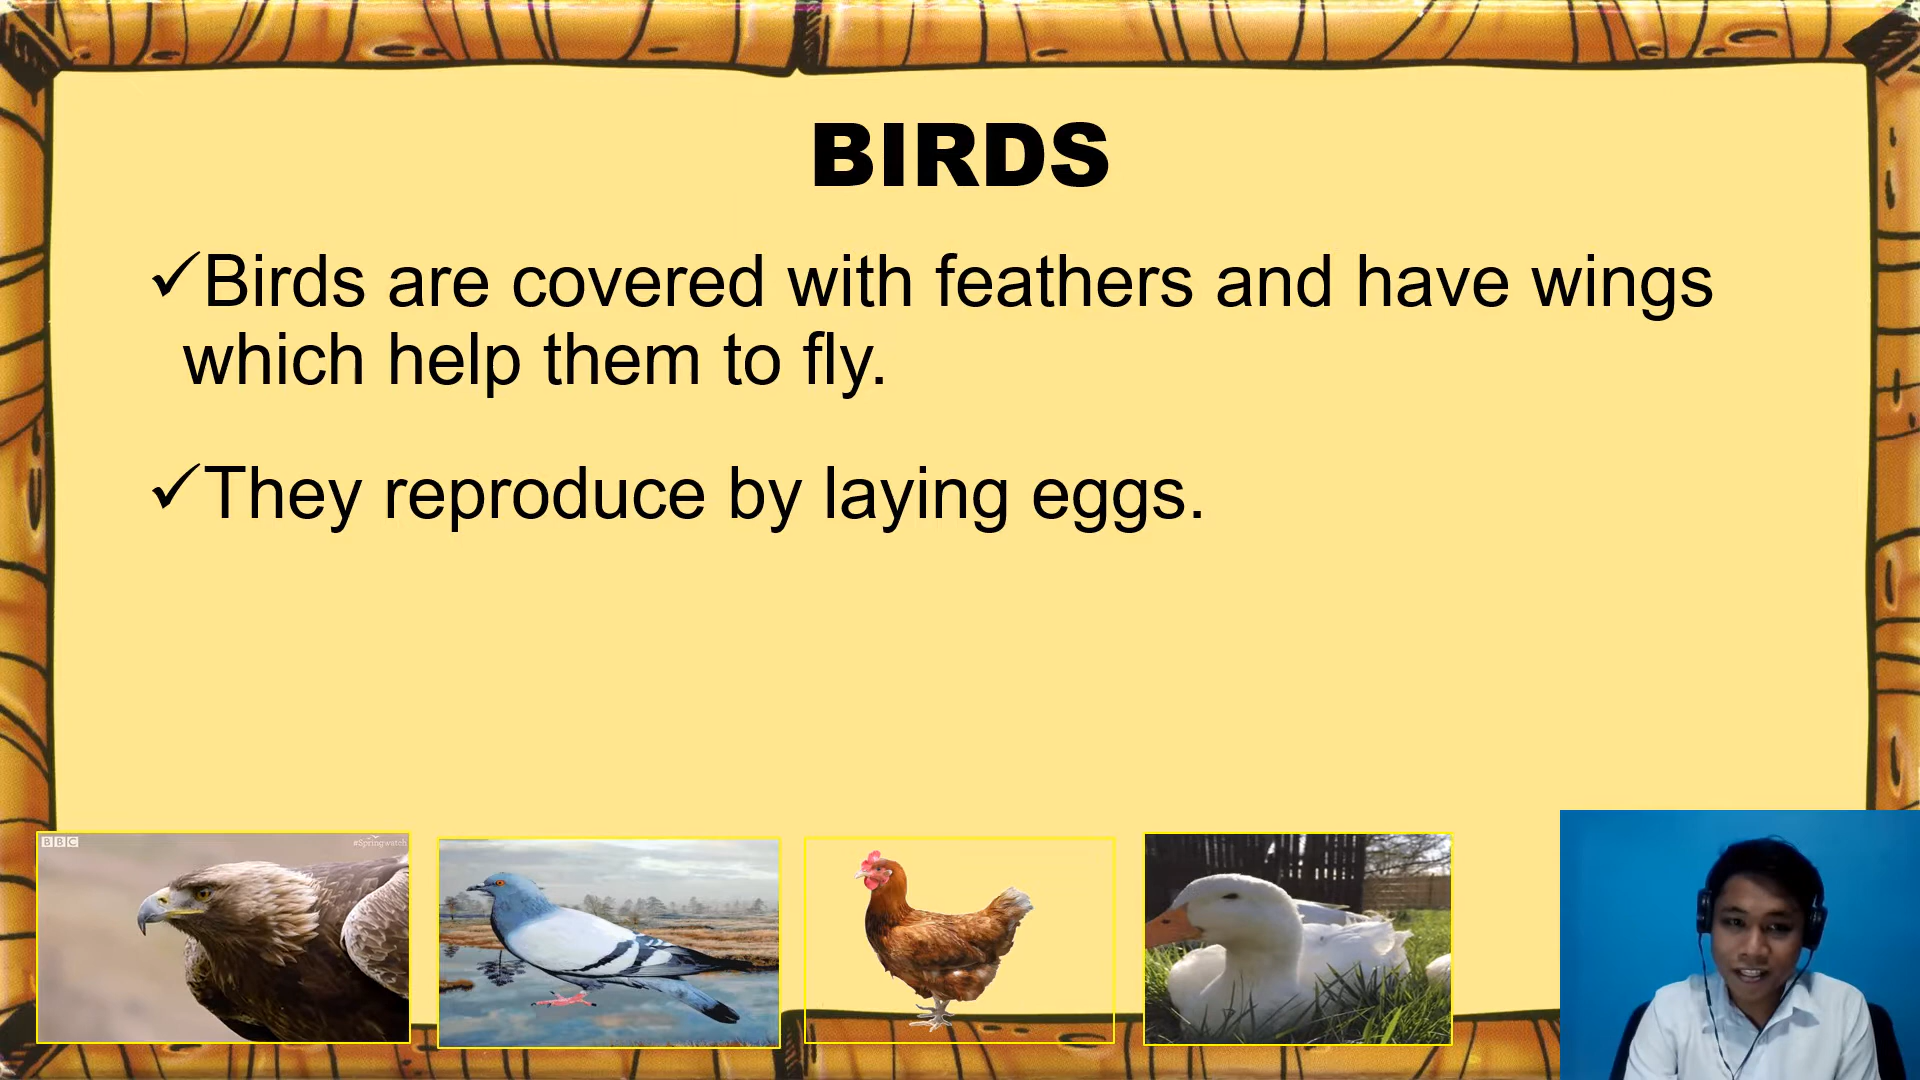 BIRDS
✓Birds are covered with feathers and have wings
which help them to fly.
✓They reproduce by laying eggs.
BBC
#Springwatch